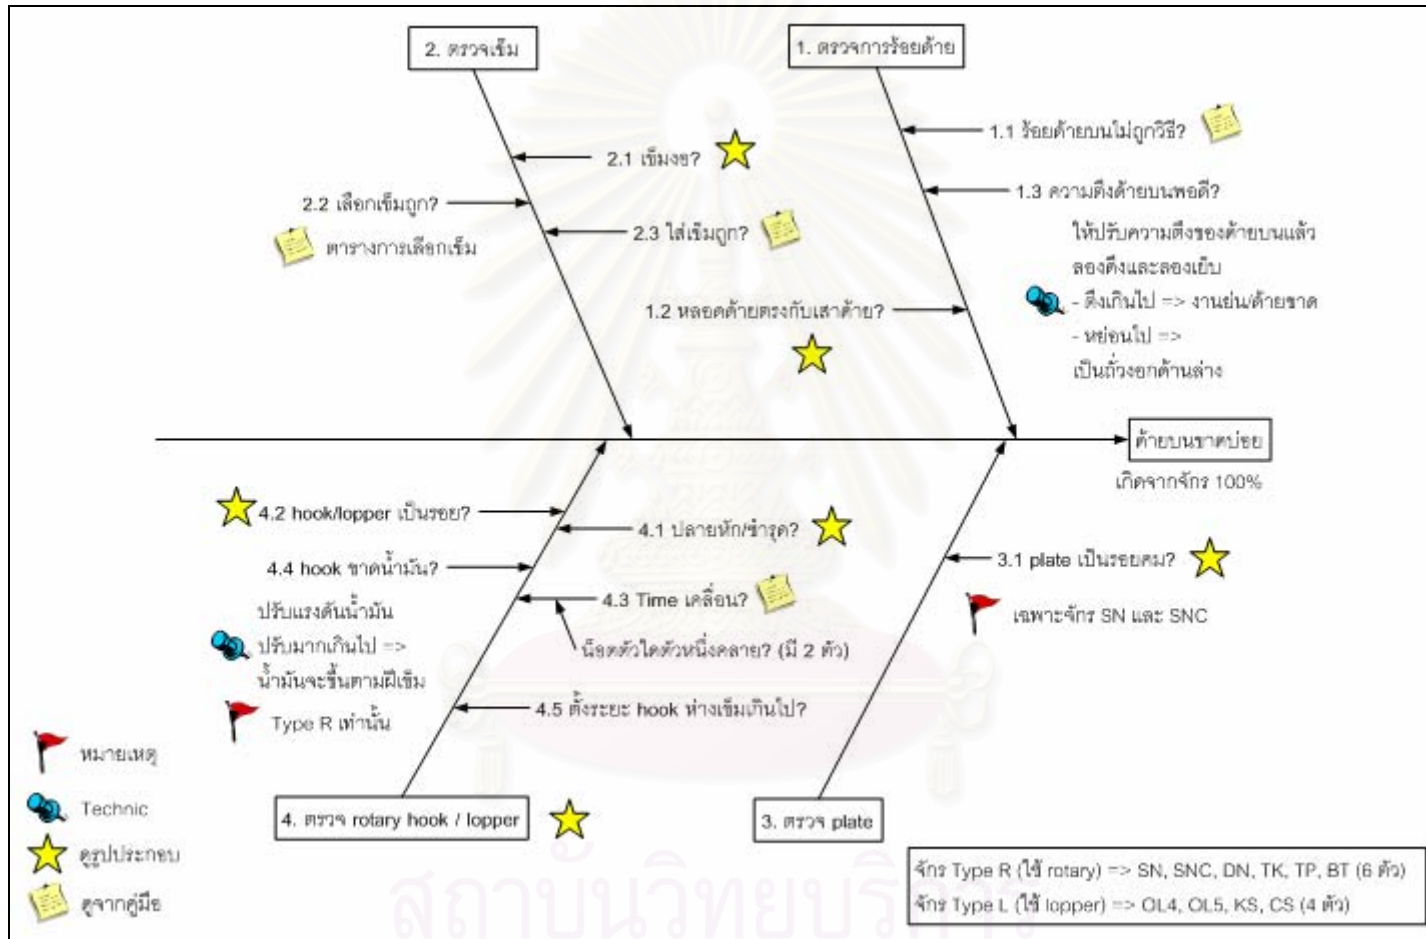 2. ตรวจเข็ม
1. ตรวจการร้อยด้าย
1.1 ร้อยด้ายบนไม่ถูกวิธี?
2.1 เข็มงอ?
1.3 ความตึงด้ายบนพอดี?
2.2 เลือกเข็มถูก?
ตารางการเลือกเข็ม
2.3 ใส่เข็มถูก?
ให้ปรับความตึงของด้ายบนแล้ว
ลองดึงและลองเย็บ
- ตึงเกินไป => งานย่น/ด้ายขาด
- หย่อนไป =>
เป็นถั่วงอกด้านล่าง
1.2 หลอดด้ายตรงกับเสาด้าย?
ด้ายบนขาดบ่อย
เกิดจากจักร 100%
4.2 hook/lopper เป็นรอย?
4.1 ปลายหัก/ชำรุด?
4.4 hook ขาดน้ำมัน?
3.1 plate เป็นรอยคม?
เฉพาะจักร SN และ SNC
4.3 Time เคลื่อน?
ปรับแรงดันน้ำมัน
ปรับมากเกินไป =>
น้ำมันจะขึ้นตามฝีเข็ม
น็อตตัวใดตัวหนึ่งคลาย? (มี 2 ตัว)
4.5 ตั้งระยะ hook ห่างเข็มเกินไป?
Type R เท่านั้น
หมายเหตุ
Technic
ดูรูปประกอบ
ดูจากคู่มือ
4. ตรวจ rotary hook / lopper
3. ตรวจ plate
จักร Type R (ใช้ rotary) => SN, SNC, DN, TK, TP, BT (6 ตัว)
จักร Type L (ใช้ lopper) => OL4, OL5, KS, CS (4 ตัว)
สถาบันวิทยบริการ